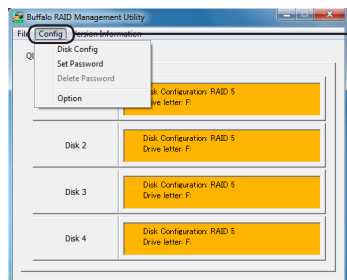 Buffalo RAID Management Utility
File Config Version Information
Disk Config
Set Password
Delete Password
Option
Disk Configuration: RAID 5
Drive letter: F:
Disk 2
Disk Configuration: RAID 5
Drive letter: F:
Disk 3
Disk Configuration: RAID 5
Drive letter: F:
Disk 4
Disk Configuration: RAID 5
Drive letter: F: